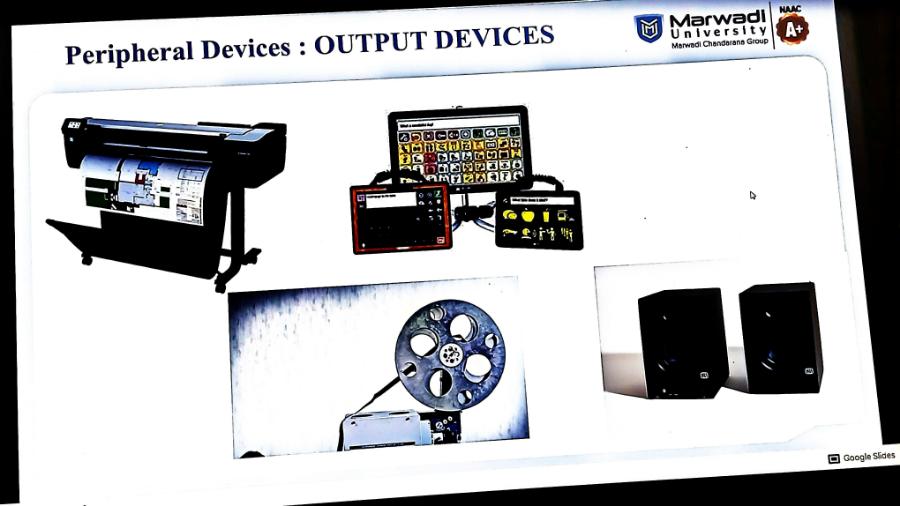 Peripheral Devices : OUTPUT DEVICES
Marwadi
University
Marwadi Chandarana Group
NAAC
A+
Google Slides